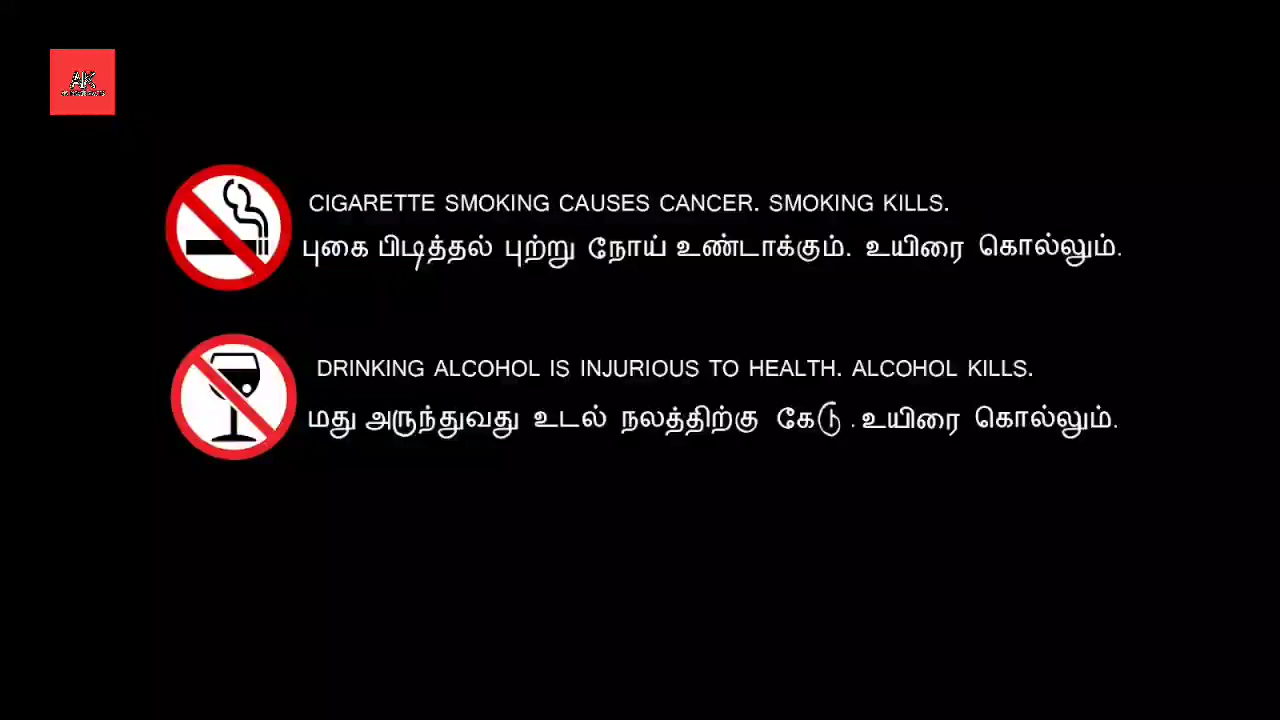 AK
CIGARETTE SMOKING CAUSES CANCER. SMOKING KILLS.
புகை பிடித்தல் புற்று நோய் உண்டாக்கும். உயிரை கொல்லும்.
DRINKING ALCOHOL IS INJURIOUS TO HEALTH. ALCOHOL KILLS.
மது அருந்துவது உடல் நலத்திற்கு கேடு . உயிரை கொல்லும்.